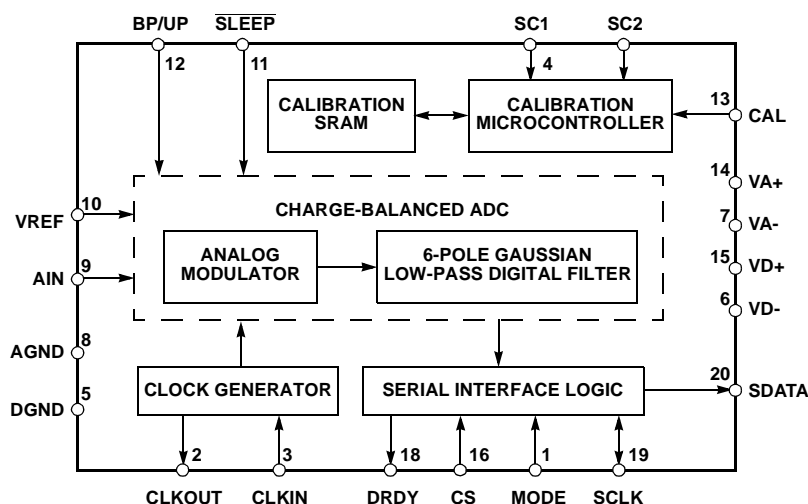 BP/UP SLEEP SC1 SC2
12 11 4
CALIBRATION
SRAM
CALIBRATION
MICROCONTROLLER
13
CAL
14
VA+
7
VA-
15
VD+
6
VD-
10
VREF
9
AIN
8
AGND
5
DGND
CHARGE-BALANCED ADC
ANALOG
MODULATOR
6-POLE GAUSSIAN
LOW-PASS DIGITAL FILTER
CLOCK GENERATOR
SERIAL INTERFACE LOGIC
20
SDATA
2 3 18 16 1 19
CLKOUT CLKIN DRDY CS MODE SCLK